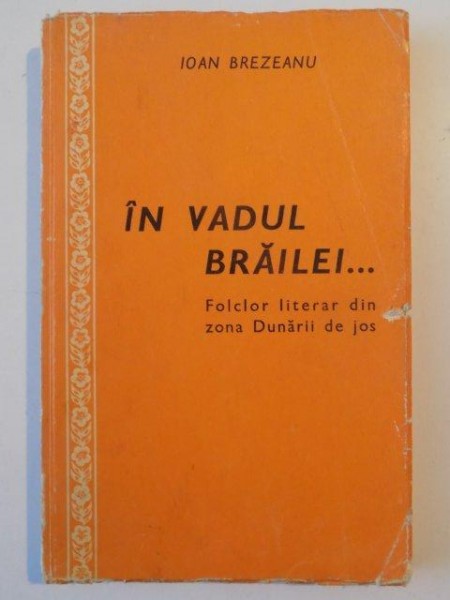 IOAN BREZEANU
ÎN VADUL
BRĂILEI...
Folclor literar din
zona Dunării de jos